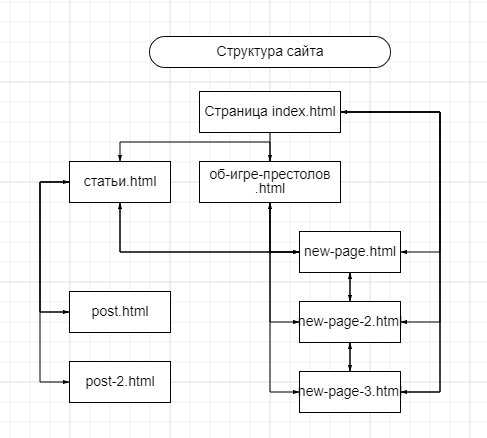 Структура сайта
Страница index.html
статьи.html
об-игре-престолов
.html
new-page.html
post.html
new-page-2.htm
post-2.html
new-page-3.htm